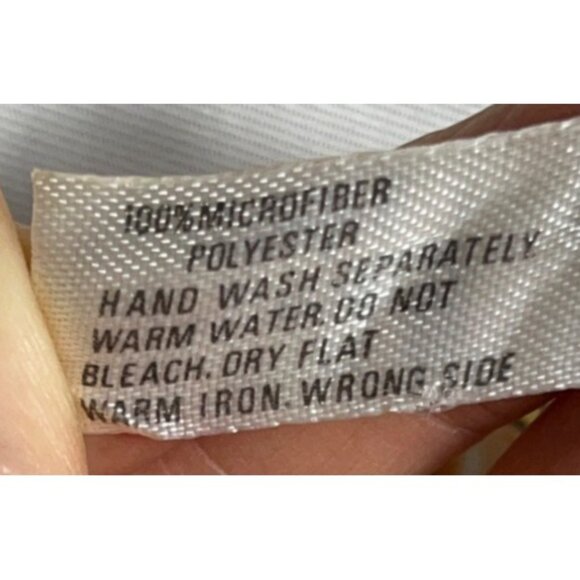 100% MICROFIBER
POLYESTER
HAND WASH SEPARATELY
WARM WATER. DO NOT
BLEACH. DRY FLAT
WARM IRON. WRONG SIDE